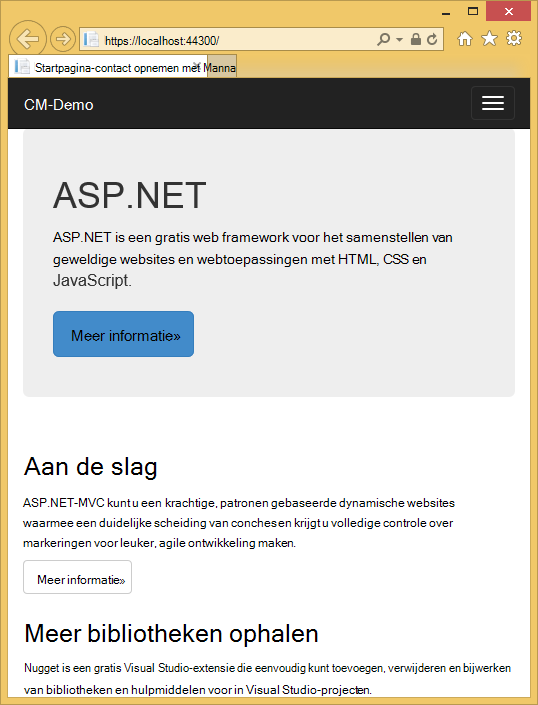 https://localhost:44300/
Startpagina-contact opnemen met Manna
CM-Demo
ASP.NET
ASP.NET is een gratis web framework voor het samenstellen van
geweldige websites en webtoepassingen met HTML, CSS en
JavaScript.
Meer informatie»
Aan de slag
ASP.NET-MVC kunt u een krachtige, patronen gebaseerde dynamische websites
waarmee een duidelijke scheiding van conches en krijgt u volledige controle over
markeringen voor leuker, agile ontwikkeling maken.
Meer informatie»
Meer bibliotheken ophalen
Nugget is een gratis Visual Studio-extensie die eenvoudig kunt toevoegen, verwijderen en bijwerken
van bibliotheken en hulpmiddelen voor in Visual Studio-projecten.